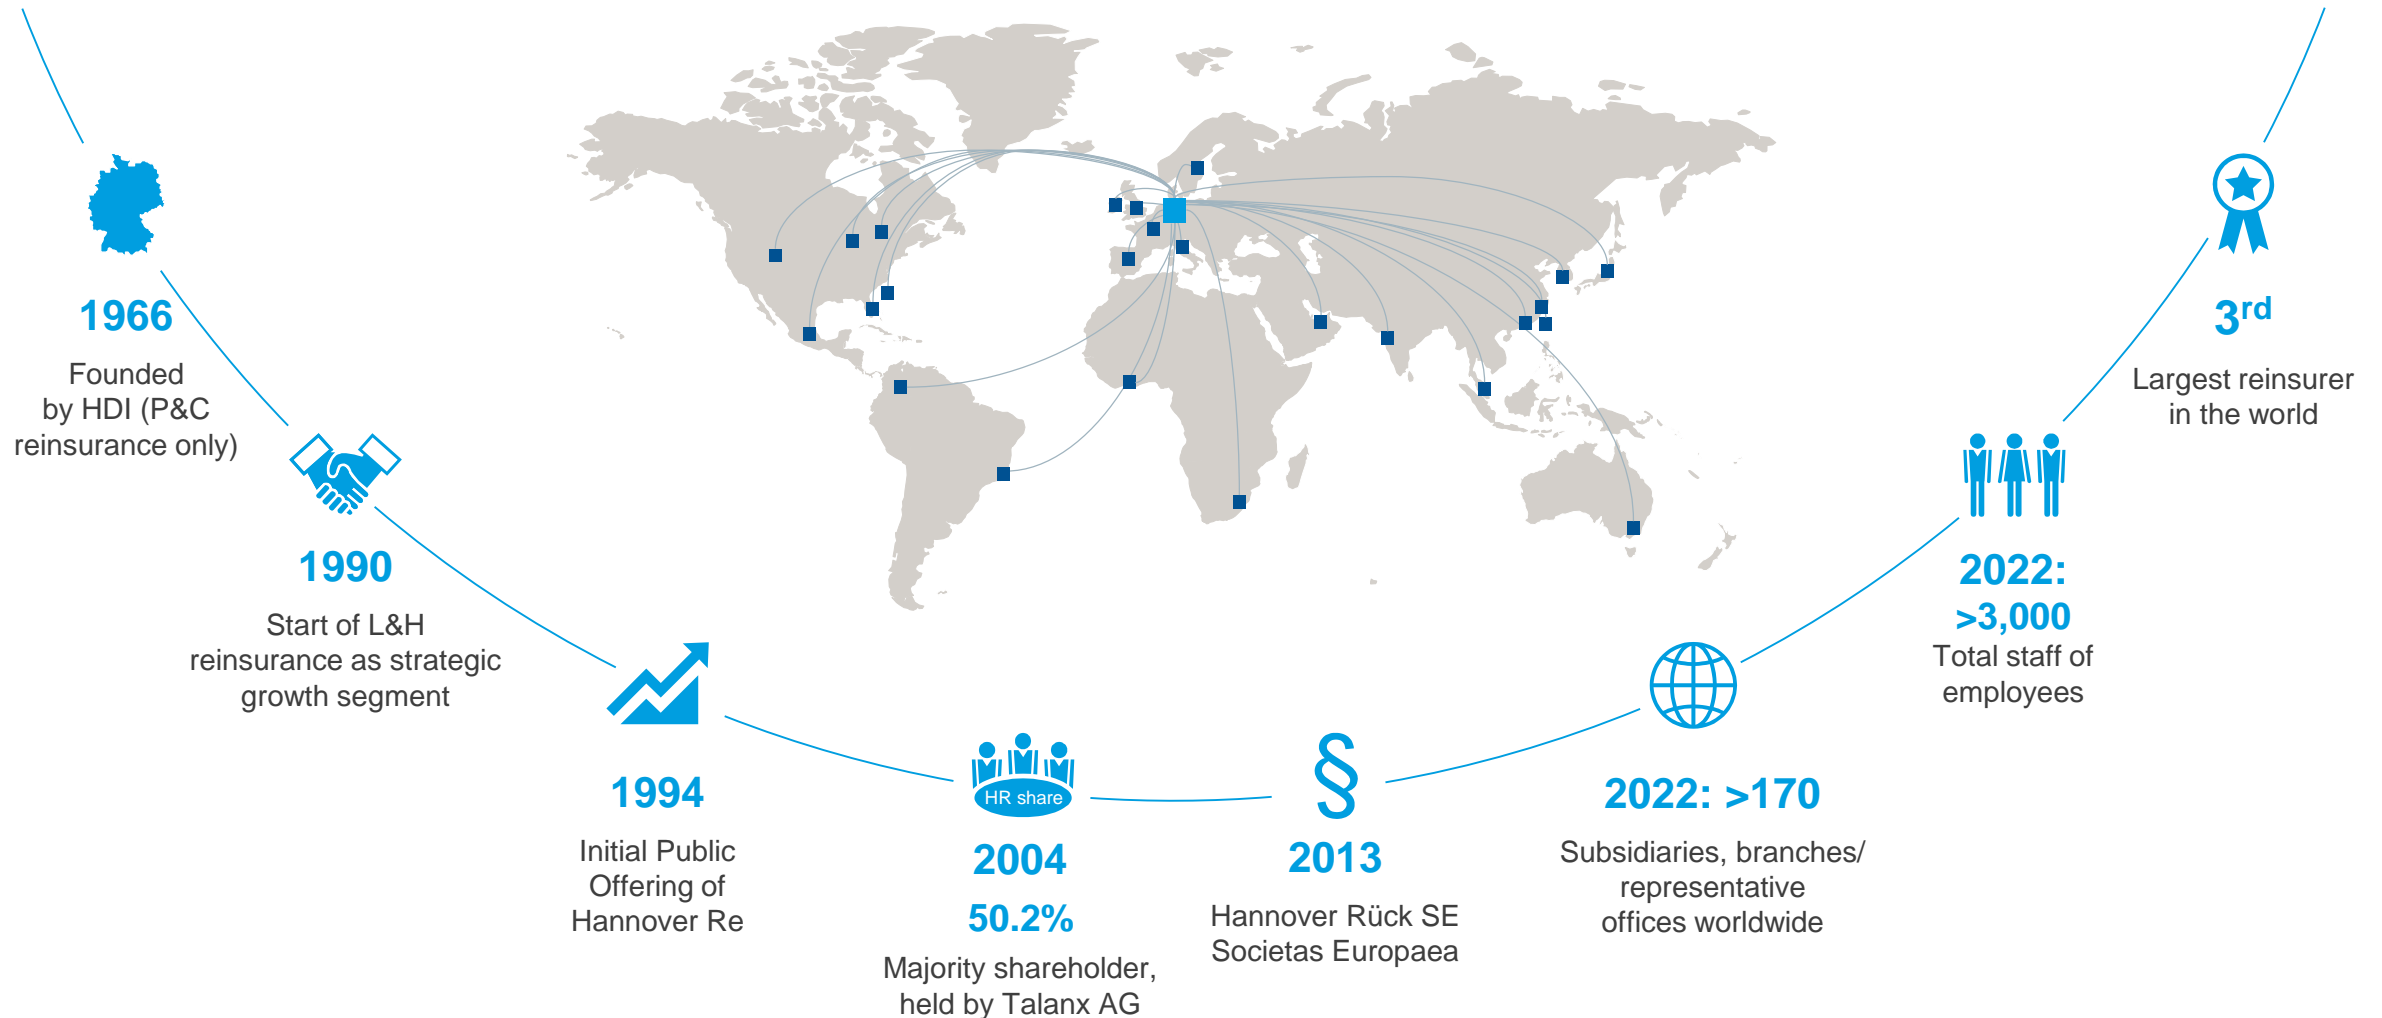 1966
Founded
by HDI (P&C
reinsurance only)
1990
Start of L&H
reinsurance as strategic
growth segment
1994
Initial Public
Offering of
Hannover Re
HR share
2004
50.2%
Majority shareholder,
held by Talanx AG
§
2013
Hannover Rück SE
Societas Europaea
2022: >170
Subsidiaries, branches/
representative
offices worldwide
2022:
>3,000
Total staff of
employees
3rd
Largest reinsurer
in the world